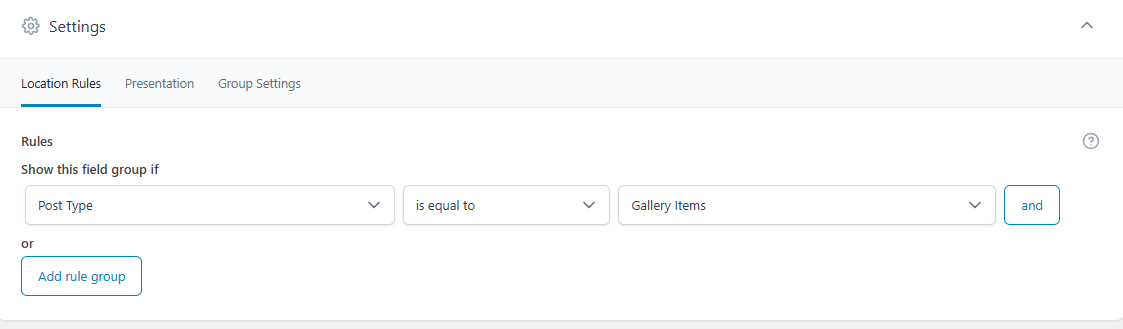 Settings
Location Rules Presentation Group Settings
Rules
Show this field group if
Post Type is equal to Gallery Items and
or
Add rule group